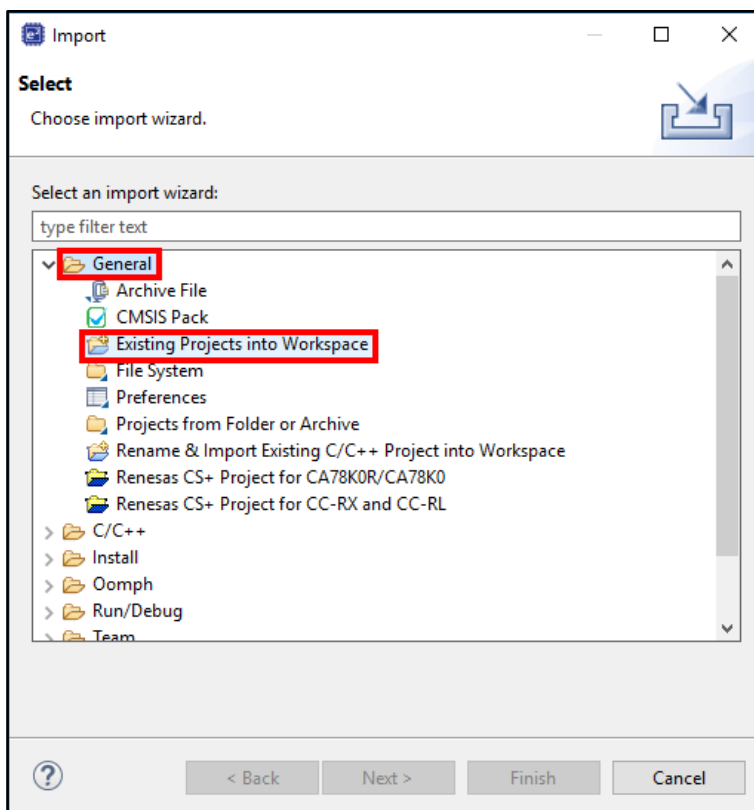 Import
Select
Choose import wizard.
Select an import wizard:
type filter text
General
Archive File
CMSIS Pack
Existing Projects into Workspace
File System
Preferences
Projects from Folder or Archive
Rename & Import Existing C/C++ Project into Workspace
Renesas CS+ Project for CA78K0R/CA78K0
Renesas CS+ Project for CC-RX and CC-RL
C/C++
Install
Oomph
Run/Debug
Team
< Back Next > Finish Cancel